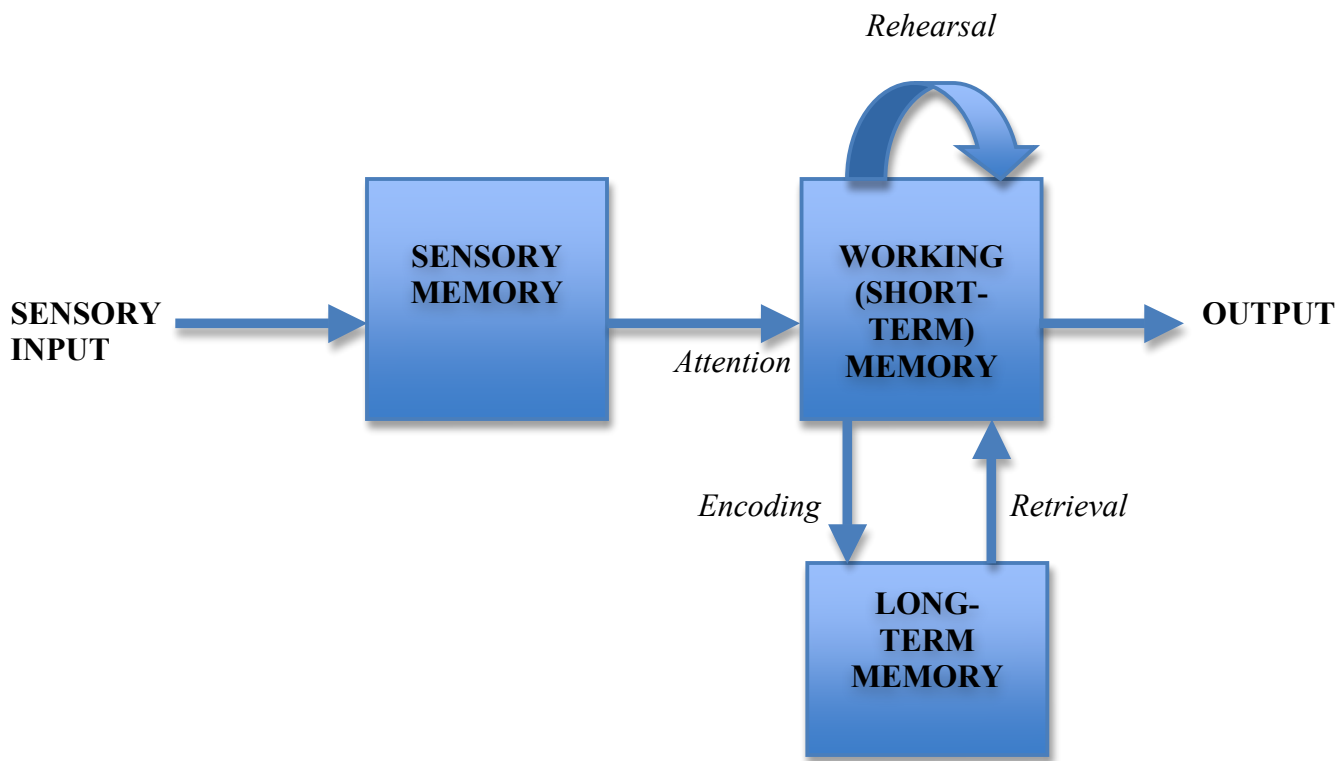 Rehearsal
SENSORY
INPUT
SENSORY
MEMORY
Attention
WORKING
(SHORT-
TERM)
MEMORY
OUTPUT
Encoding
Retrieval
LONG-
TERM
MEMORY